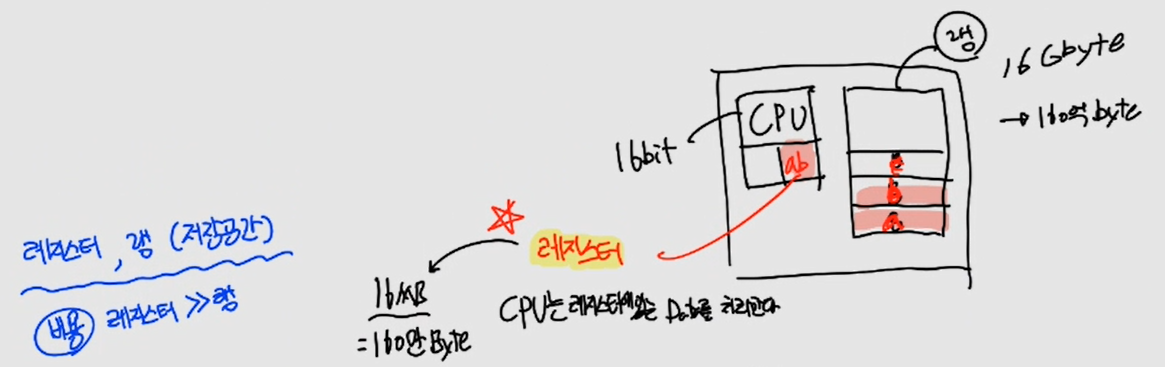 램
16 Gbyte
→ 160억 byte
CPU
16bit
ab
c
b
a
레지스터
레지스터, 램 (저장공간)
비용 레지스터 >> 램
16MB
= 160만 Byte
CPU는 레지스터에 있는 Data를 처리한다